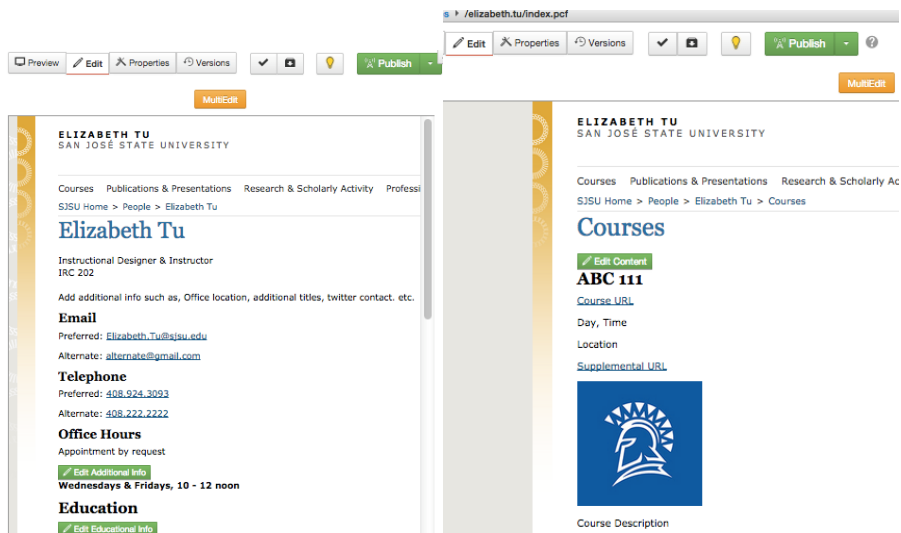 Preview Edit Properties Versions Publish
MultiEdit
ELIZABETH TU
SAN JOSÉ STATE UNIVERSITY
Courses Publications & Presentations Research & Scholarly Activity Professi
SJSU Home > People > Elizabeth Tu
Elizabeth Tu
Instructional Designer & Instructor
IRC 202
Add additional info such as, Office location, additional titles, twitter contact. etc.
Email
Preferred: Elizabeth.Tu@sjsu.edu
Alternate: alternate@gmail.com
Telephone
Preferred: 408.924.3093
Alternate: 408.222.2222
Office Hours
Appointment by request
Edit Additional Info
Wednesdays & Fridays, 10 - 12 noon
Education
Edit Educational Info
s /elizabeth.tu/index.pcf
Edit Properties Versions Publish ?
MultiEdit
ELIZABETH TU
SAN JOSÉ STATE UNIVERSITY
Courses Publications & Presentations Research & Scholarly Ac
SJSU Home > People > Elizabeth Tu > Courses
Courses
Edit Content
ABC 111
Course URL
Day, Time
Location
Supplemental URL
Course Description